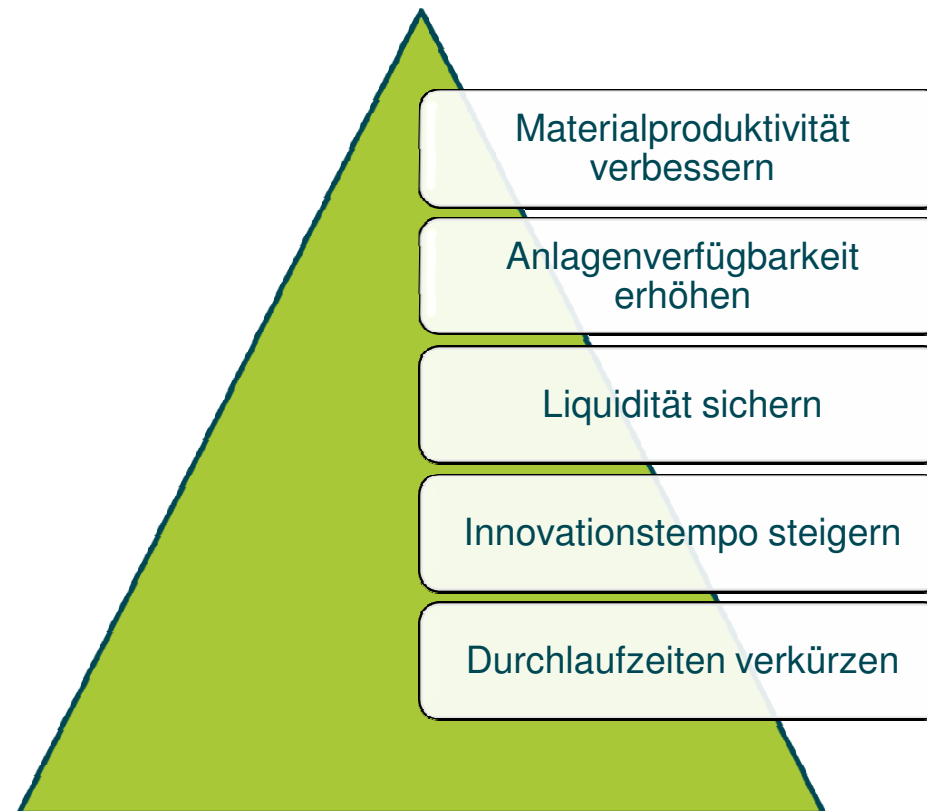 Materialproduktivität
verbessern
Anlagenverfügbarkeit
erhöhen
Liquidität sichern
Innovationstempo steigern
Durchlaufzeiten verkürzen